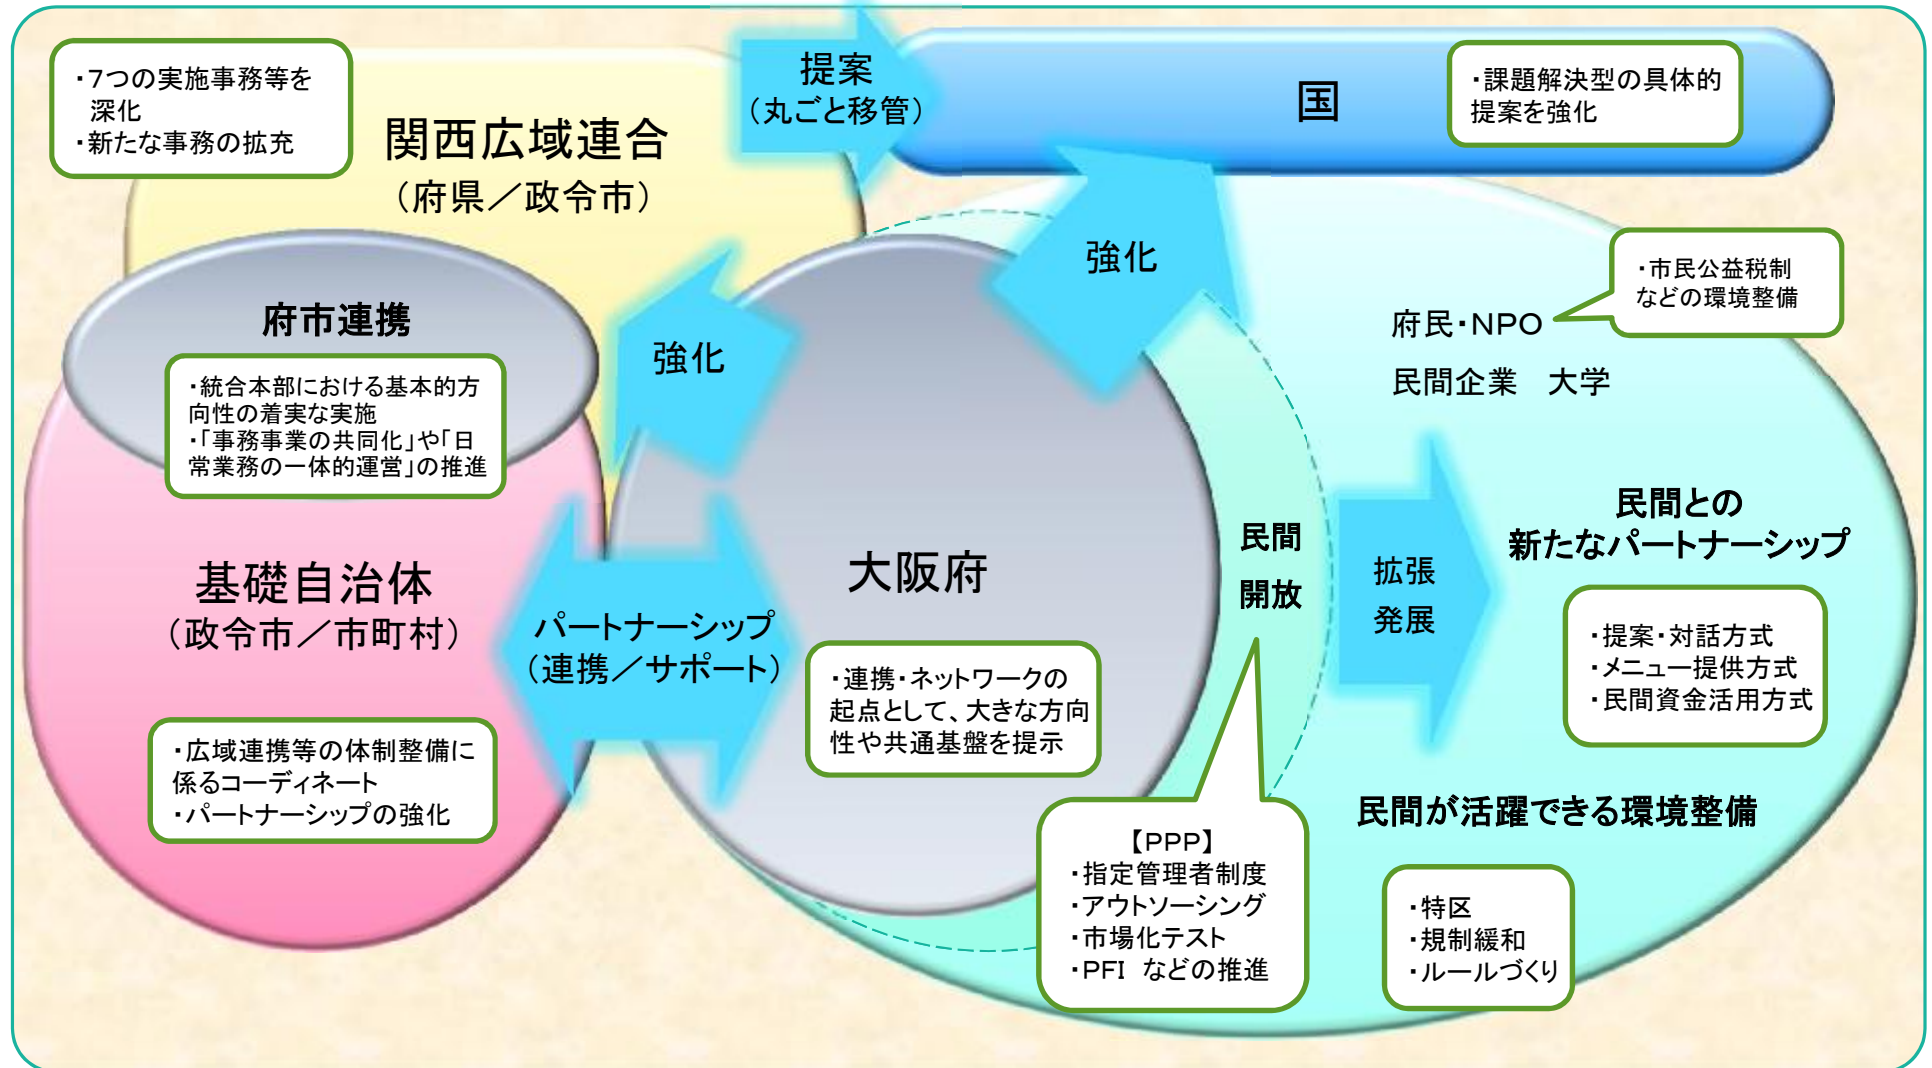 ・7つの実施事務等を
深化
・新たな事務の拡充
関西広域連合
（府県／政令市）
提案
（丸ごと移管）
国
・課題解決型の具体的
提案を強化
府市連携
・統合本部における基本的方
向性の着実な実施
・「事務事業の共同化」や「日
常業務の一体的運営」の推進
強化
強化
府民・NPO
民間企業　大学
・市民公益税制
などの環境整備
基礎自治体
（政令市／市町村）
・広域連携等の体制整備に
係るコーディネート
・パートナーシップの強化
パートナーシップ
（連携／サポート）
大阪府
・連携・ネットワークの
起点として、大きな方向
性や共通基盤を提示
民間
開放
【PPP】
・指定管理者制度
・アウトソーシング
・市場化テスト
・PFI などの推進
拡張
発展
民間との
新たなパートナーシップ
・提案・対話方式
・メニュー提供方式
・民間資金活用方式
民間が活躍できる環境整備
・特区
・規制緩和
・ルールづくり